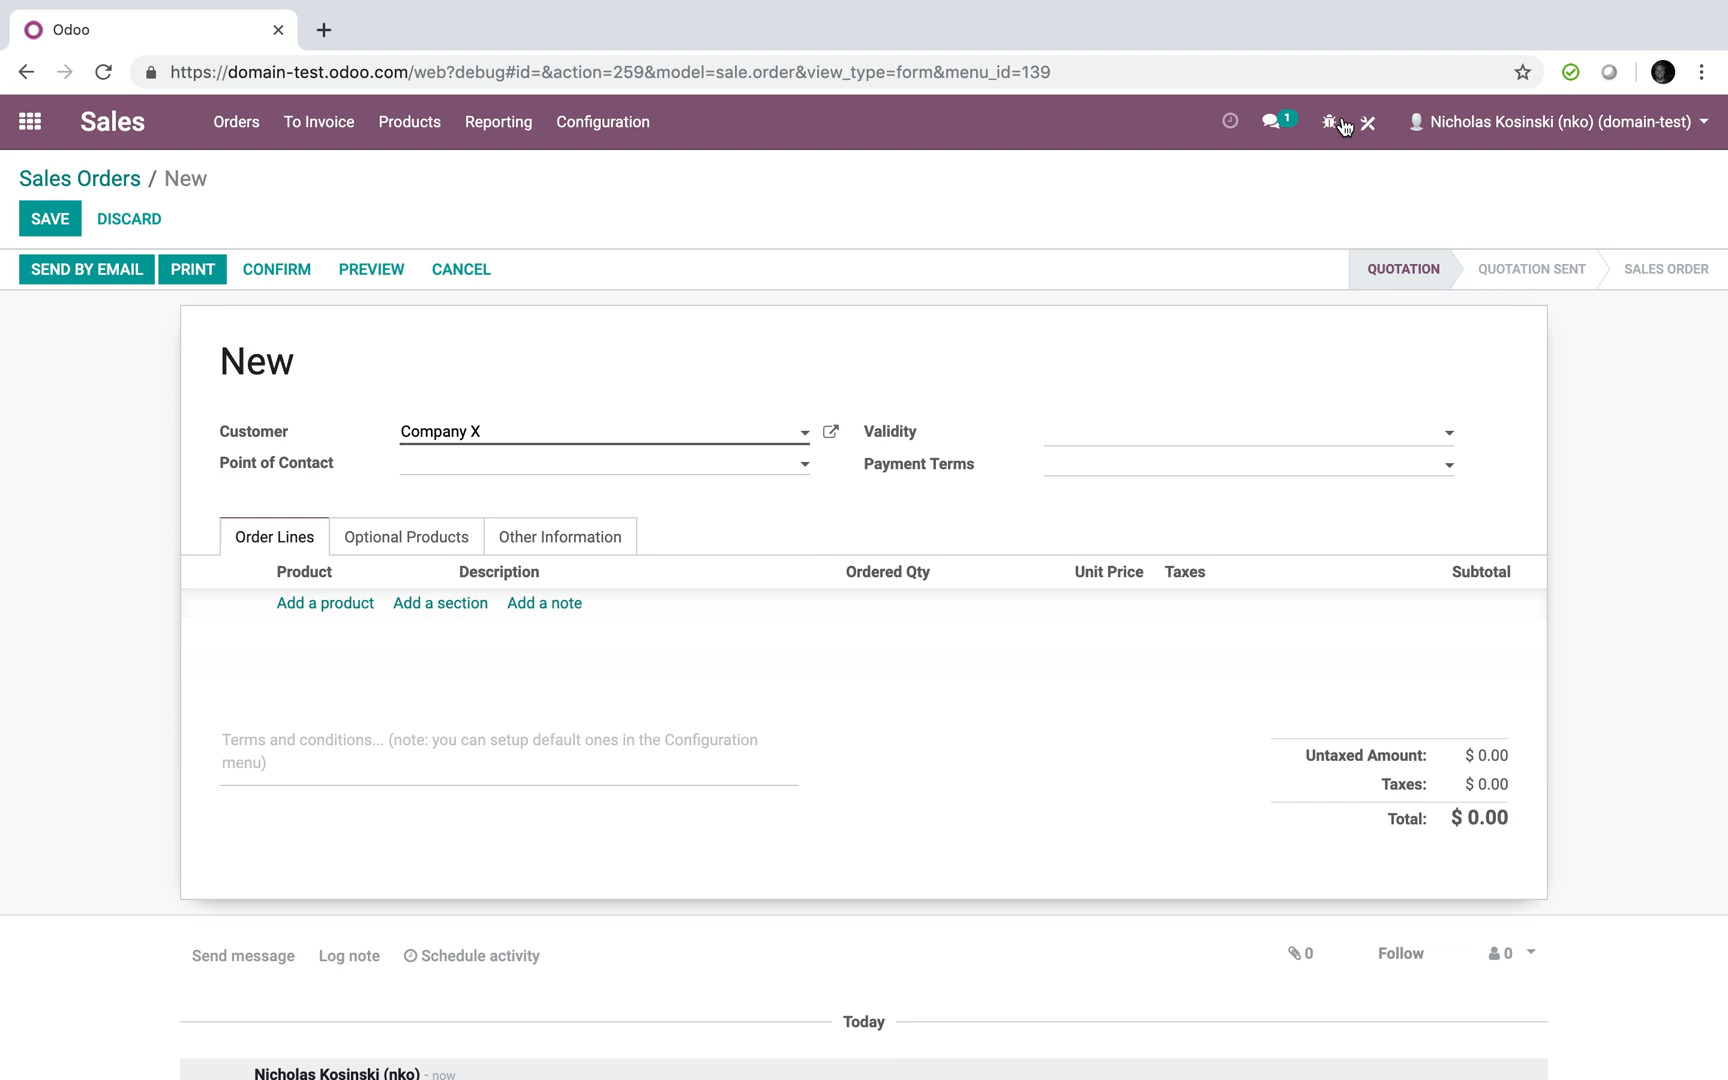 Odoo
https://domain-test.odoo.com/web?debug#id=&action=259&model=sale.order&view_type=form&menu_id=139
Sales Orders To Invoice Products Reporting Configuration 1 Nicholas Kosinski (nko) (domain-test)
Sales Orders / New
SAVE DISCARD
SEND BY EMAIL PRINT CONFIRM PREVIEW CANCEL QUOTATION QUOTATION SENT SALES ORDER
New
Customer Company X Validity
Point of Contact Payment Terms
Order Lines Optional Products Other Information
Product Description Ordered Qty Unit Price Taxes Subtotal
Add a product Add a section Add a note
Terms and conditions... (note: you can setup default ones in the Configuration
menu)
Untaxed Amount: $ 0.00
Taxes: $ 0.00
Total: $ 0.00
Send message Log note Schedule activity 0 Follow 0
Today
Nicholas Kosinski (nko) - now